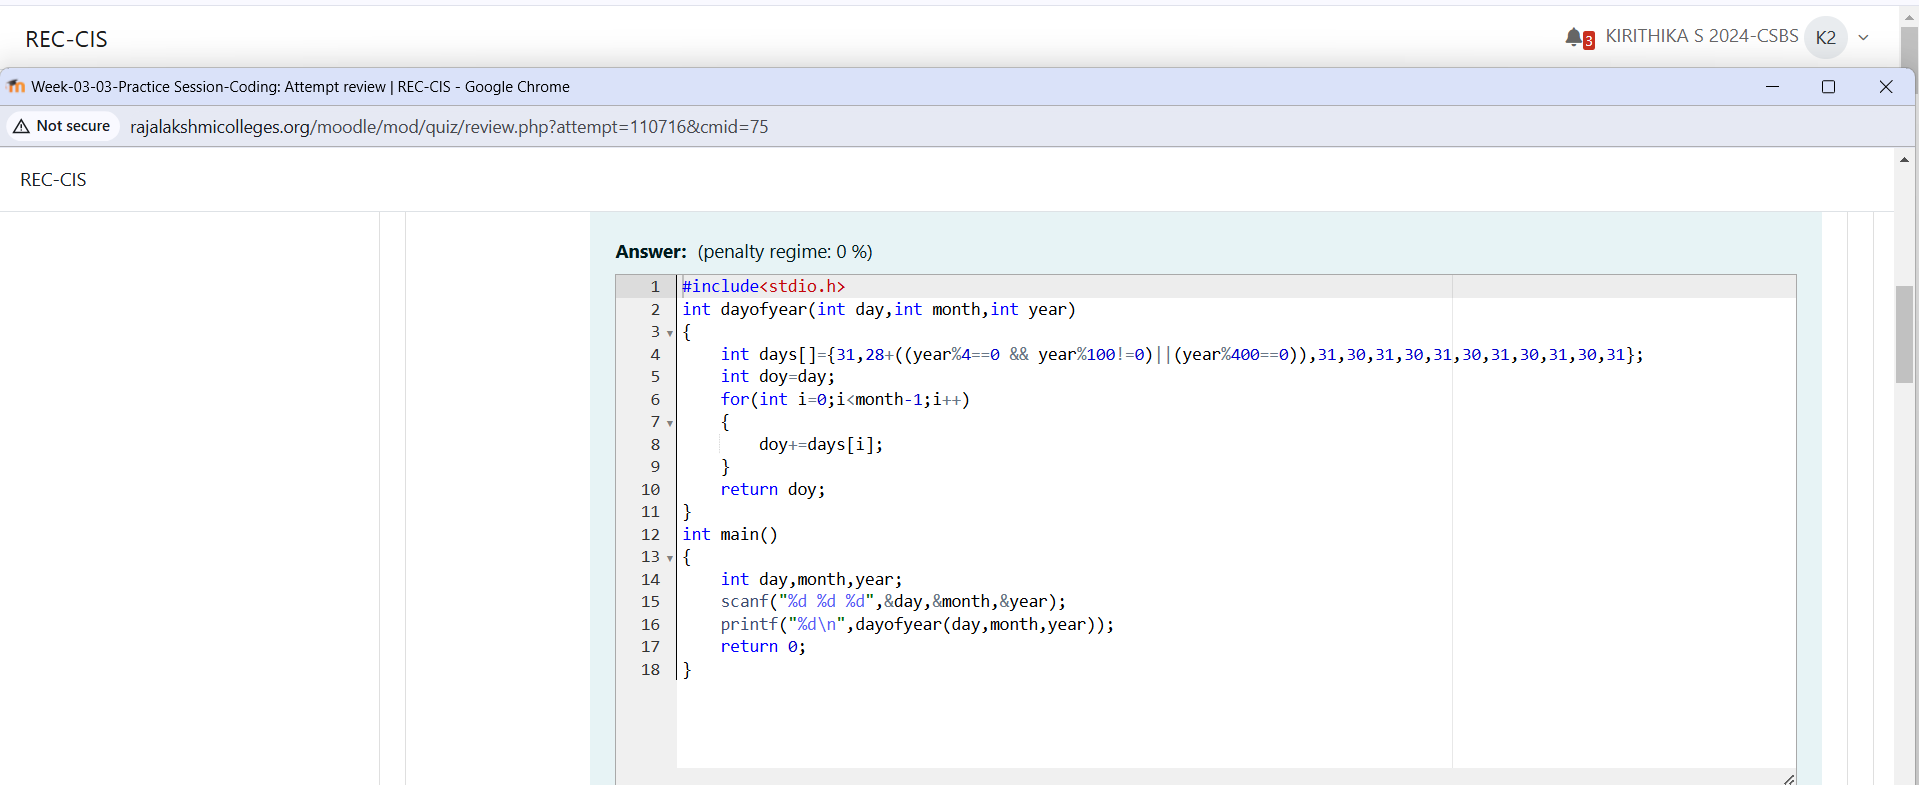 REC-CIS
3 KIRITHIKA S 2024-CSBS K2
Week-03-03-Practice Session-Coding: Attempt review | REC-CIS - Google Chrome
Not secure rajalakshmicolleges.org/moodle/mod/quiz/review.php?attempt=110716&cmid=75
REC-CIS
Answer: (penalty regime: 0 %)
1 #include<stdio.h>
2 int dayofyear(int day,int month,int year)
3 {
4     int days[]={31,28+((year%4==0 && year%100!=0)||(year%400==0)),31,30,31,30,31,30,31,30,31,30,31};
5     int doy=day;
6     for(int i=0;i<month-1;i++)
7     {
8         doy+=days[i];
9     }
10     return doy;
11 }
12 int main()
13 {
14     int day,month,year;
15     scanf("%d %d %d",&day,&month,&year);
16     printf("%d\n",dayofyear(day,month,year));
17     return 0;
18 }